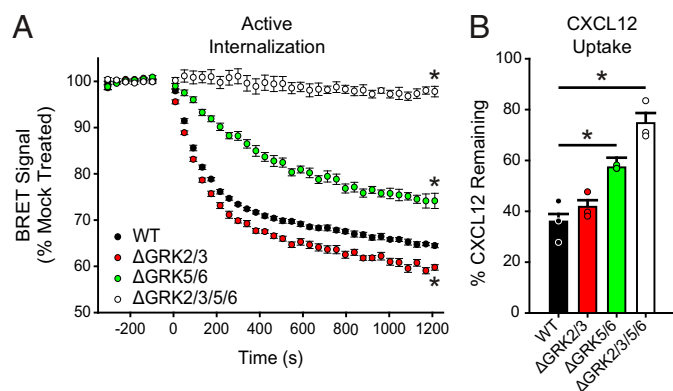 A
Active
Internalization
BRET Signal
(% Mock Treated)
100
90
80
70
60
50
*
*
*
WT
ΔGRK2/3
ΔGRK5/6
ΔGRK2/3/5/6
-200
0
200
400
600
800
1000
1200
Time (s)
B
CXCL12
Uptake
% CXCL12 Remaining
100
80
60
40
20
0
*
*
WT
ΔGRK2/3
ΔGRK5/6
ΔGRK2/3/5/6